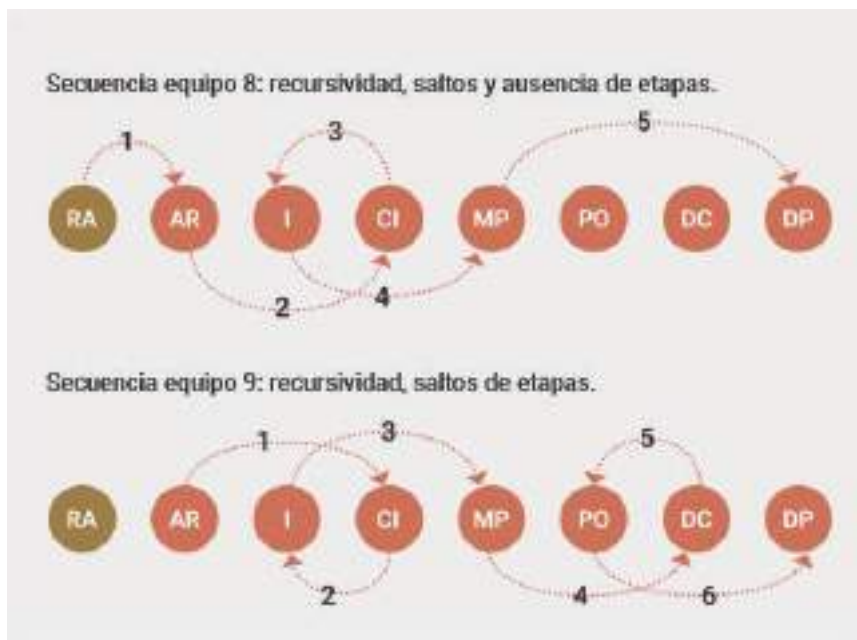 Secuencia equipo 8: recursividad, saltos y ausencia de etapas.
1 3 5
RA AR I CI MP PO DC DP
2 4
Secuencia equipo 9: recursividad, saltos de etapas.
1 3 5
RA AR I CI MP PO DC DP
2 4 6